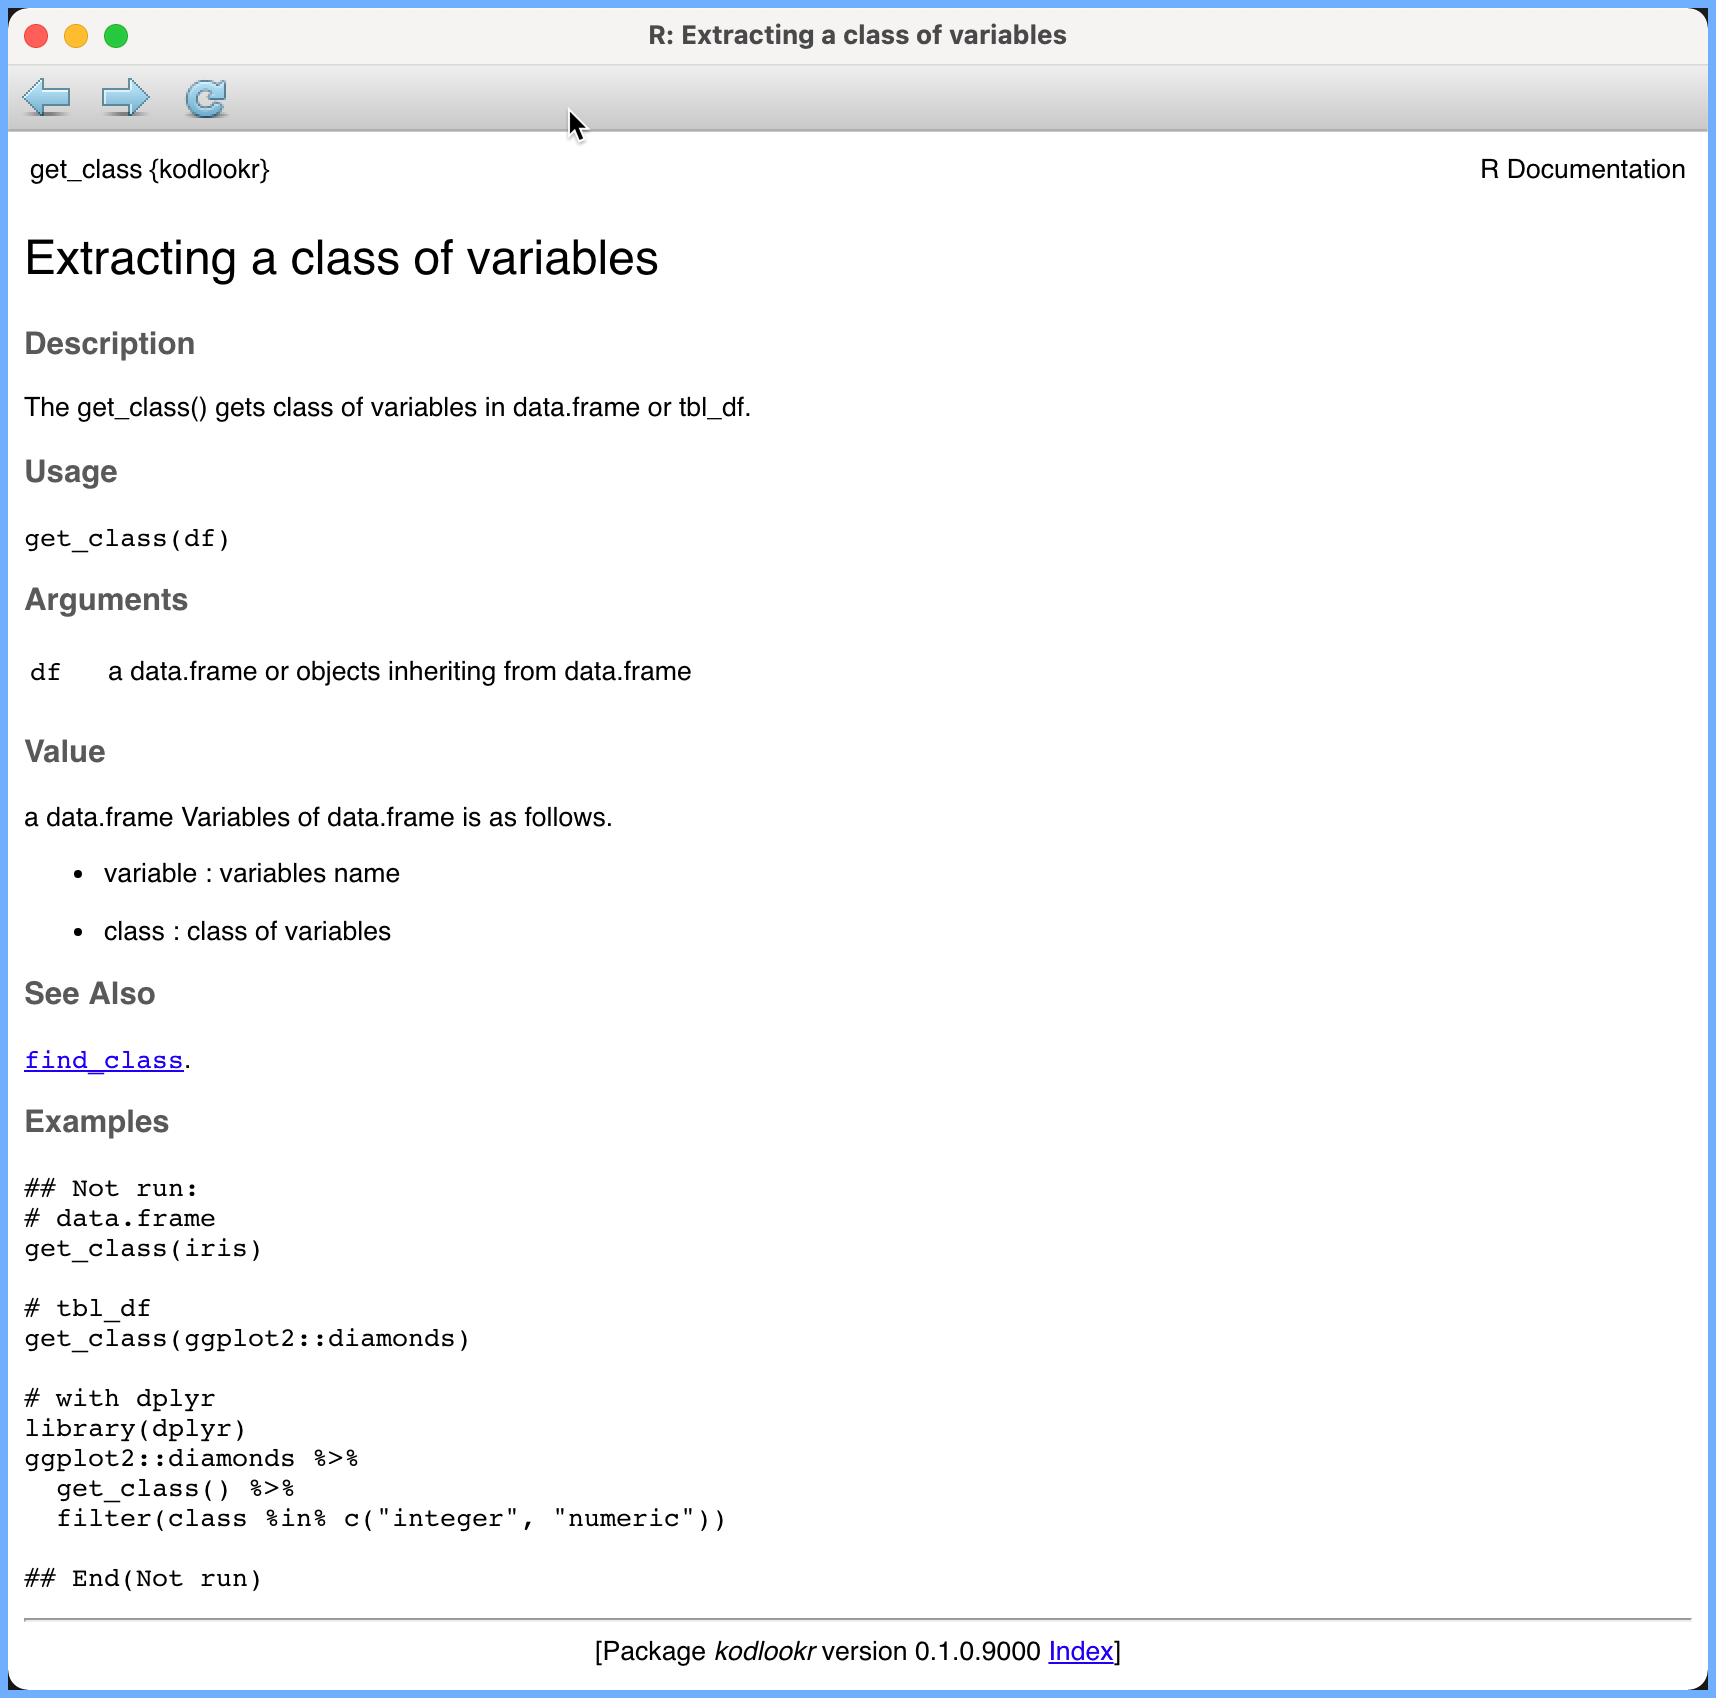 R: Extracting a class of variables
get_class {kodlookr}
R Documentation
Extracting a class of variables
Description
The get_class() gets class of variables in data.frame or tbl_df.
Usage
get_class(df)
Arguments
df a data.frame or objects inheriting from data.frame
Value
a data.frame Variables of data.frame is as follows.
• variable : variables name
• class : class of variables
See Also
find_class.
Examples
## Not run:
# data.frame
get_class(iris)
# tbl_df
get_class(ggplot2::diamonds)
# with dplyr
library(dplyr)
ggplot2::diamonds %>%
  get_class() %>%
  filter(class %in% c("integer", "numeric"))
## End(Not run)
[Package kodlookr version 0.1.0.9000 Index]